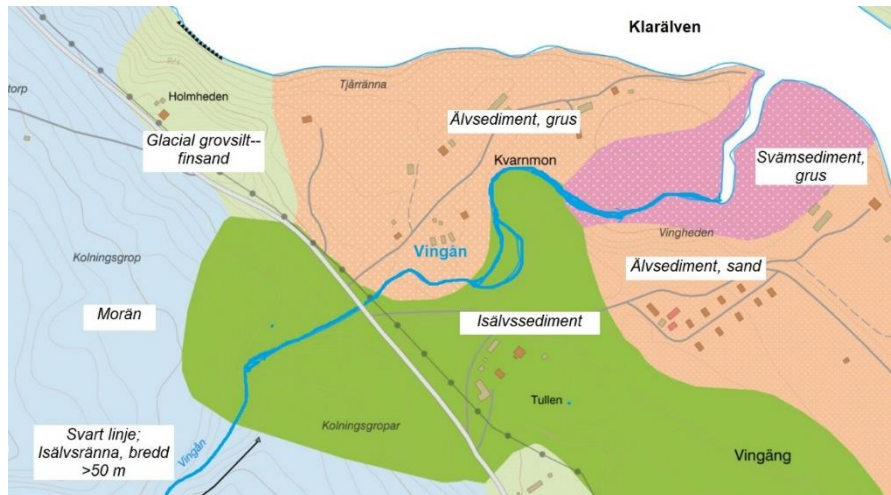 Klarälven
torp
Holmheden
Tjärränna
Glacial grovsilt--
finsand
Älvsediment, grus
Kvarnmon
Svämsediment,
grus
Vingån
Vingheden
Kolningsgrop
Älvsediment, sand
Morän
Isälvssediment
Tullen
Kolningsgropar
Svart linje;
Isälvsränna, bredd
>50 m
Vingån
Vingäng